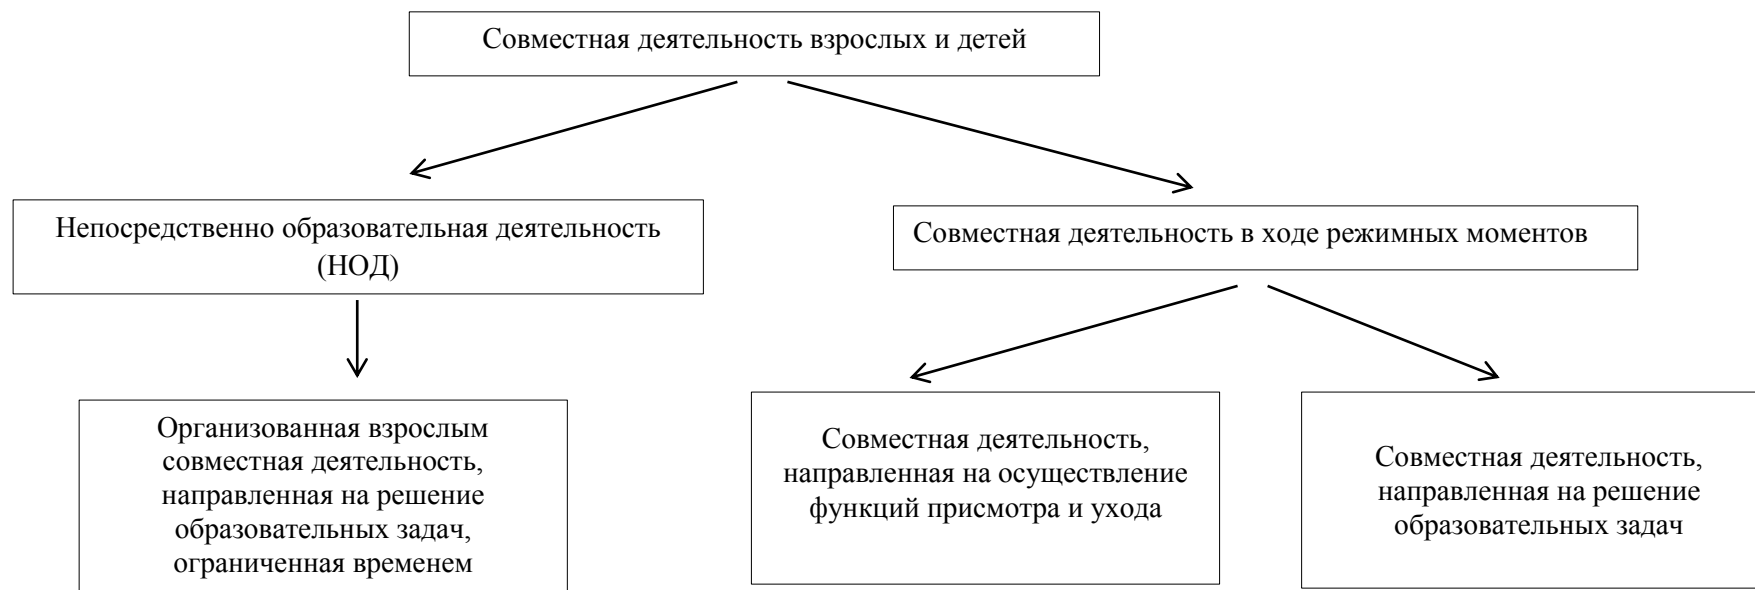 Совместная деятельность взрослых и детей
Непосредственно образовательная деятельность
(НОД)
Совместная деятельность в ходе режимных моментов
Организованная взрослым
совместная деятельность,
направленная на решение
образовательных задач,
ограниченная временем
Совместная деятельность,
направленная на осуществление
функций присмотра и ухода
Совместная деятельность,
направленная на решение
образовательных задач